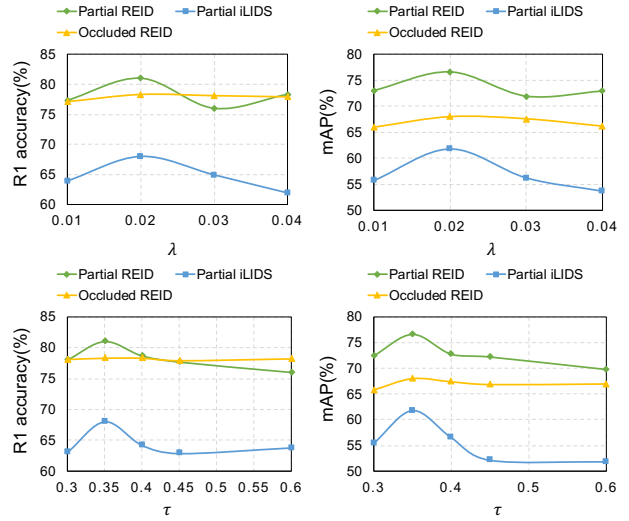 Partial REID Partial iLIDS
Occluded REID
R1 accuracy(%)
85
80
75
70
65
60
0.01 0.02 0.03 0.04
λ
Partial REID Partial iLIDS
Occluded REID
mAP(%)
80
75
70
65
60
55
50
0.01 0.02 0.03 0.04
λ
Partial REID Partial iLIDS
Occluded REID
R1 accuracy(%)
85
80
75
70
65
60
0.3 0.35 0.4 0.45 0.5 0.55 0.6
τ
Partial REID Partial iLIDS
Occluded REID
mAP(%)
80
75
70
65
60
55
50
0.3 0.4 0.5 0.6
τ